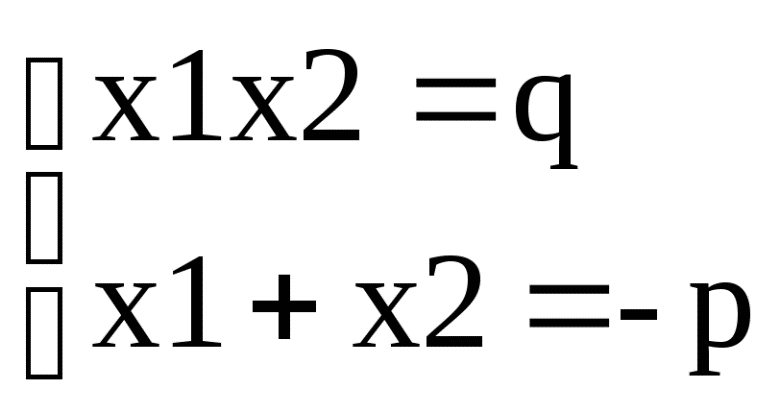 x1x2 =q
x1+ x2 =- p